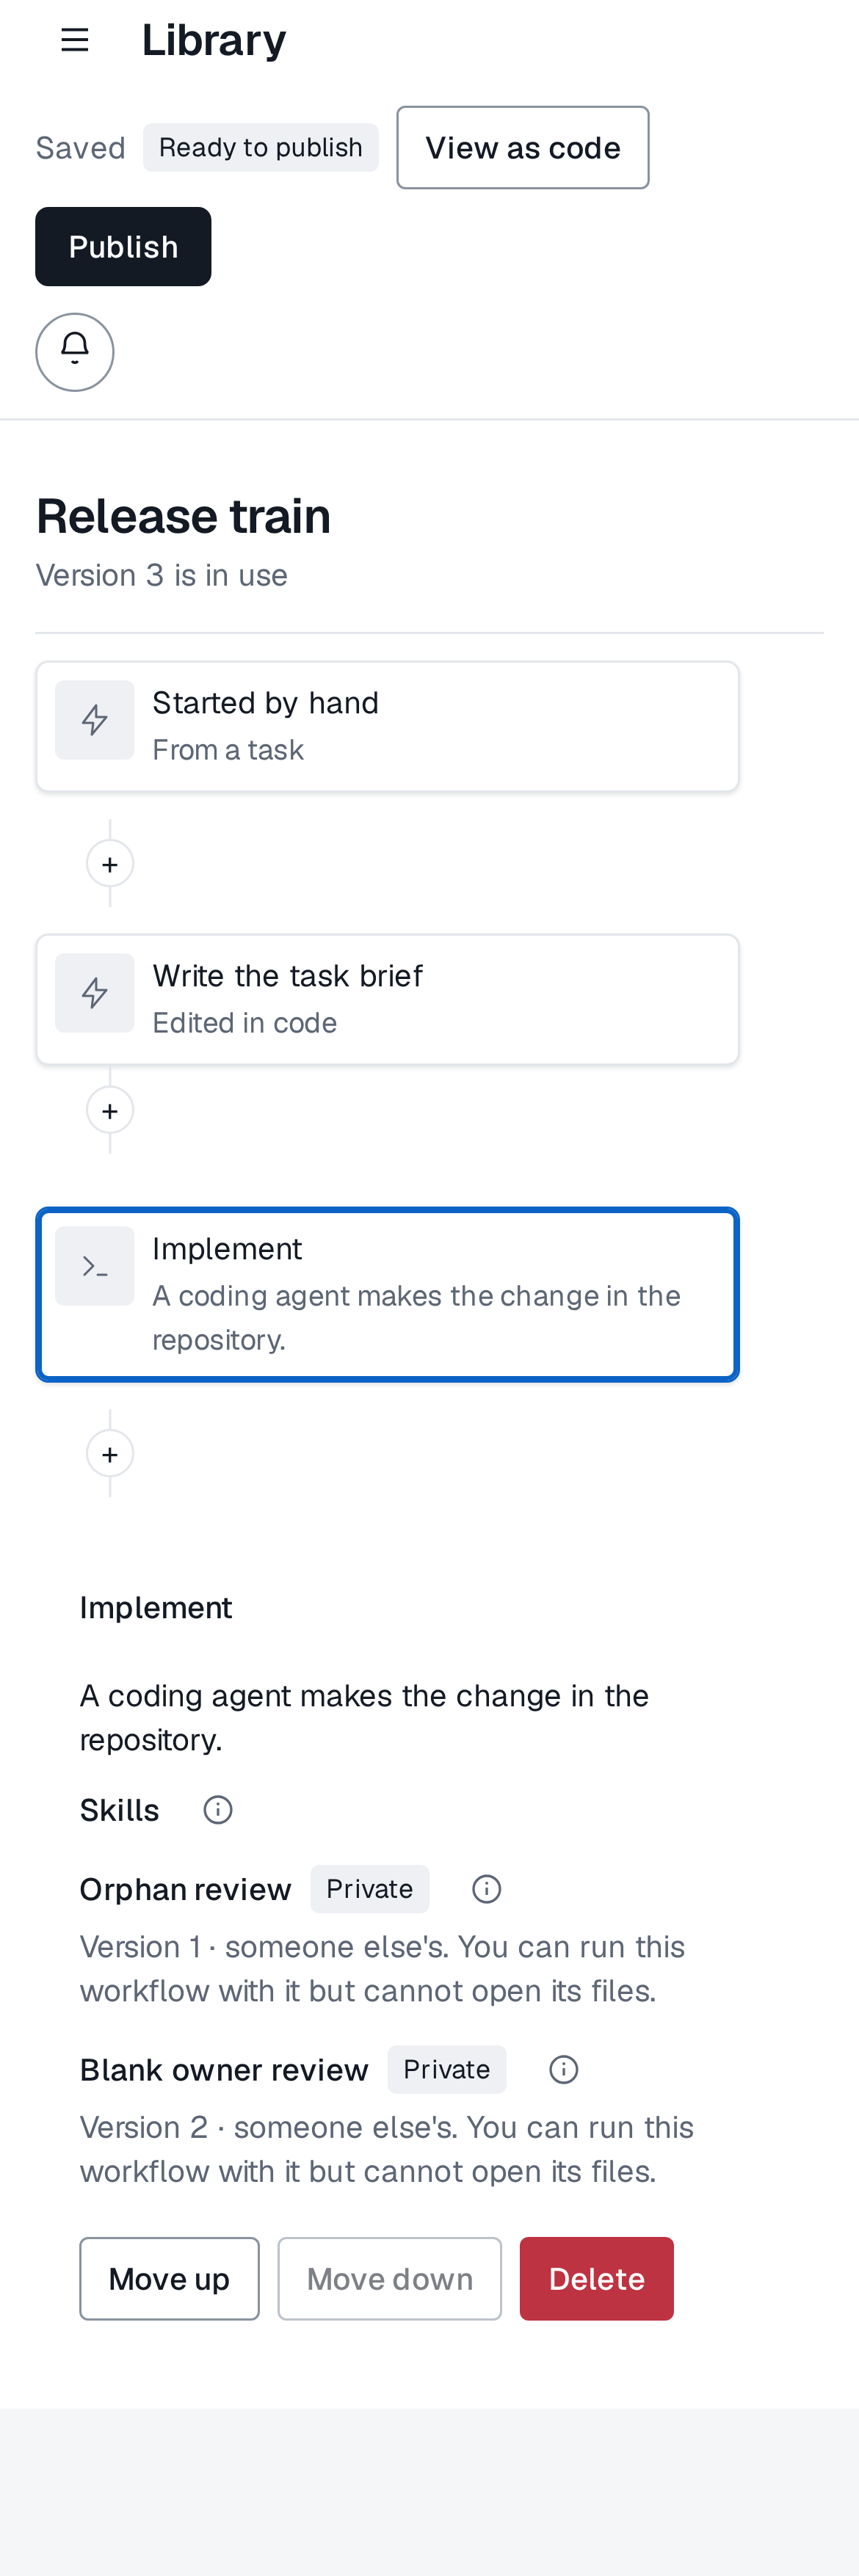 Library
Saved
Ready to publish
View as code
Publish
Release train
Version 3 is in use
Started by hand
From a task
+
Write the task brief
Edited in code
+
Implement
A coding agent makes the change in the
repository.
+
Implement
A coding agent makes the change in the
repository.
Skills
Orphan review
Private
Version 1 · someone else's. You can run this
workflow with it but cannot open its files.
Blank owner review
Private
Version 2 · someone else's. You can run this
workflow with it but cannot open its files.
Move up
Move down
Delete